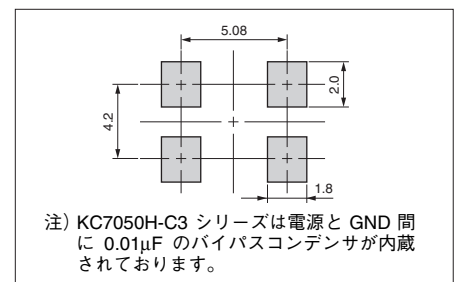 5.08
2.0
4.2
1.8
注) KC7050H-C3 シリーズは電源と GND 間
に 0.01μF のバイパスコンデンサが内蔵
されております。